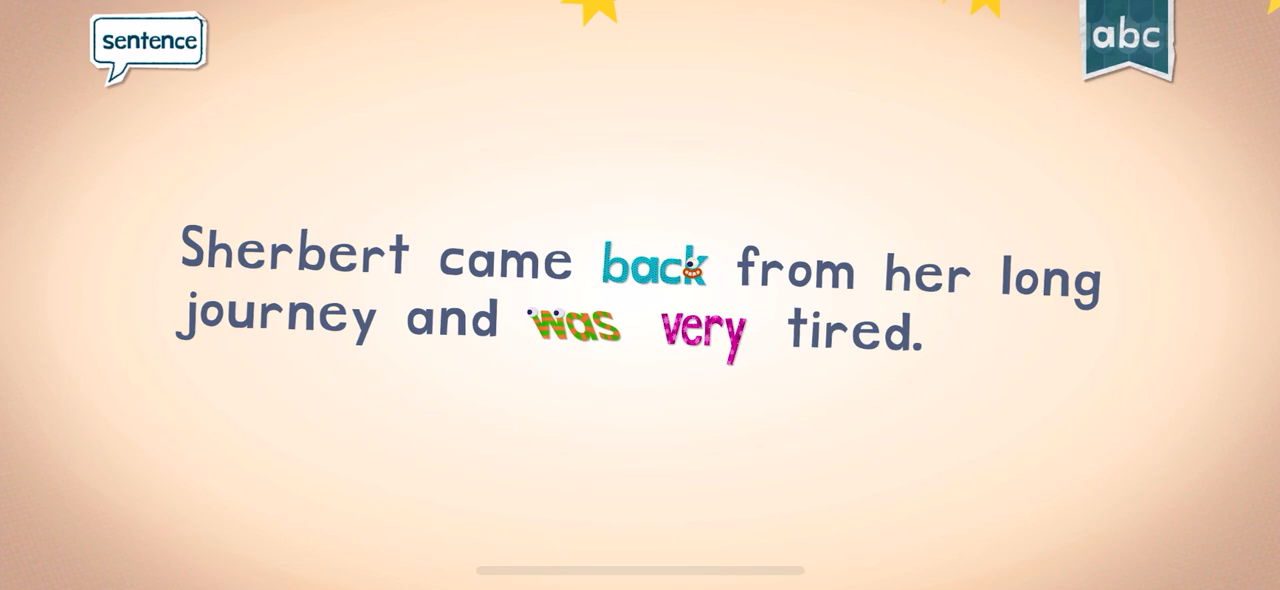 sentence
abc
Sherbert came back from her long
journey and was very tired.